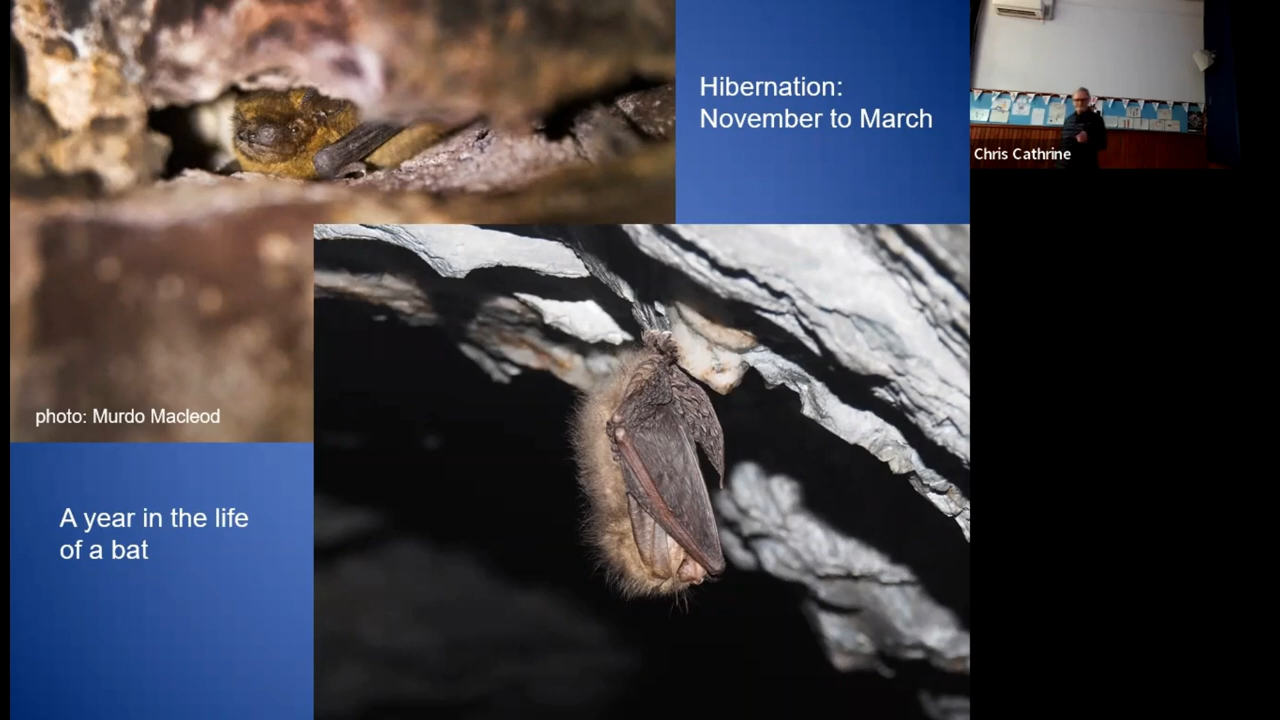 Hibernation:
November to March
Chris Cathrine
photo: Murdo Macleod
A year in the life
of a bat